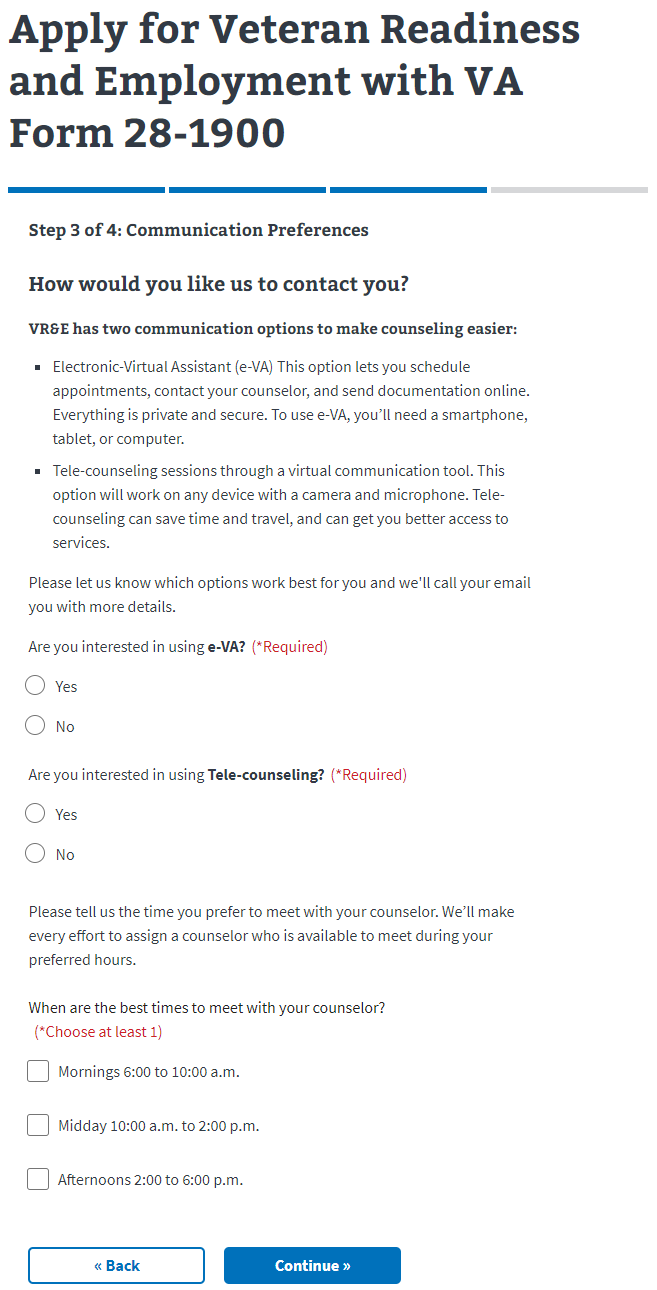 Apply for Veteran Readiness
and Employment with VA
Form 28-1900
Step 3 of 4: Communication Preferences
How would you like us to contact you?
VR&E has two communication options to make counseling easier:
▪ Electronic-Virtual Assistant (e-VA) This option lets you schedule
appointments, contact your counselor, and send documentation online.
Everything is private and secure. To use e-VA, you’ll need a smartphone,
tablet, or computer.
▪ Tele-counseling sessions through a virtual communication tool. This
option will work on any device with a camera and microphone. Tele-
counseling can save time and travel, and can get you better access to
services.
Please let us know which options work best for you and we'll call your email
you with more details.
Are you interested in using e-VA? (*Required)
Yes
No
Are you interested in using Tele-counseling? (*Required)
Yes
No
Please tell us the time you prefer to meet with your counselor. We’ll make
every effort to assign a counselor who is available to meet during your
preferred hours.
When are the best times to meet with your counselor?
(*Choose at least 1)
Mornings 6:00 to 10:00 a.m.
Midday 10:00 a.m. to 2:00 p.m.
Afternoons 2:00 to 6:00 p.m.
« Back
Continue »